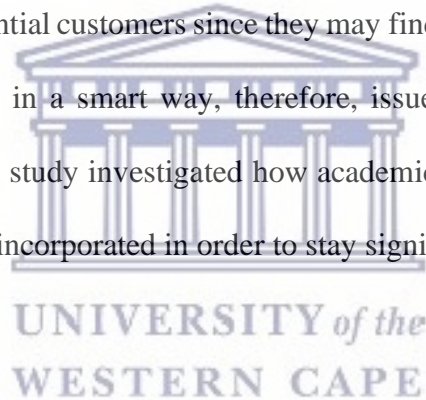 ential customers since they may find
in a smart way, therefore, issue
study investigated how academic
incorporated in order to stay signi
UNIVERSITY of the
WESTERN CAPE